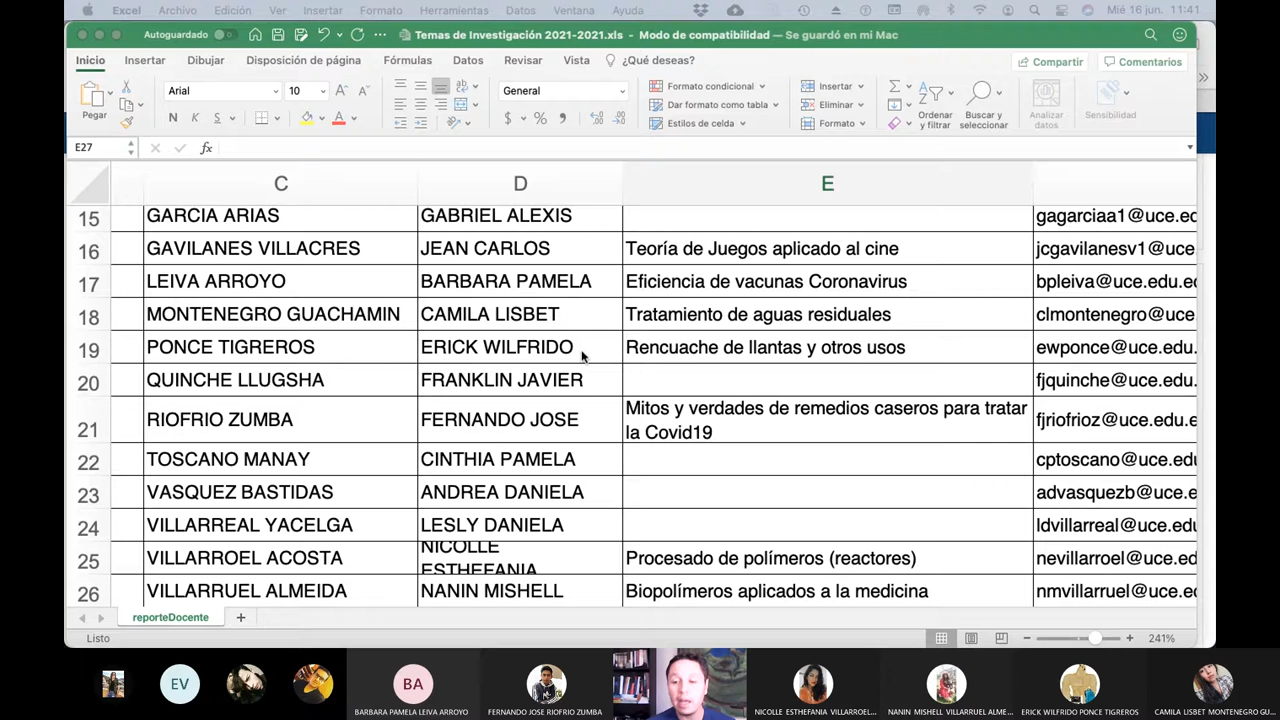 Excel Archivo Edición Ver Insertar Formato Herramientas Datos Ventana Ayuda Mié 16 jun. 11:41
Autoguardado Temas de Investigación 2021-2021.xls - Modo de compatibilidad — Se guardó en mi Mac
Inicio Insertar Dibujar Disposición de página Fórmulas Datos Revisar Vista ¿Qué deseas? Compartir Comentarios
Arial 10 General Formato condicional Insertar
Pegar Dar formato como tabla Eliminar Ordenar y filtrar Buscar y seleccionar Analizar datos Sensibilidad
N K S $ % Estilos de celda Formato
E27 fx
C D E
15 GARCIA ARIAS GABRIEL ALEXIS gagarciaa1@uce.ed
16 GAVILANES VILLACRES JEAN CARLOS Teoría de Juegos aplicado al cine jcgavilanesv1@uce.
17 LEIVA ARROYO BARBARA PAMELA Eficiencia de vacunas Coronavirus bpleiva@uce.edu.e
18 MONTENEGRO GUACHAMIN CAMILA LISBET Tratamiento de aguas residuales clmontenegro@uce
19 PONCE TIGREROS ERICK WILFRIDO Rencuache de llantas y otros usos ewponce@uce.edu.
20 QUINCHE LLUGSHA FRANKLIN JAVIER fjquinche@uce.edu.
21 RIOFRIO ZUMBA FERNANDO JOSE Mitos y verdades de remedios caseros para tratar
la Covid19 fjriofrioz@uce.edu.e
22 TOSCANO MANAY CINTHIA PAMELA cptoscano@uce.edu
23 VASQUEZ BASTIDAS ANDREA DANIELA advasquezb@uce.e
24 VILLARREAL YACELGA LESLY DANIELA ldvillarreal@uce.edu
25 VILLARROEL ACOSTA NICOLLE
ESTHEFANIA Procesado de polímeros (reactores) nevillarroel@uce.ed
26 VILLARRUEL ALMEIDA NANIN MISHELL Biopolímeros aplicados a la medicina nmvillarruel@uce.ed
reporteDocente
Listo 241%
EV BA
BARBARA PAMELA LEIVA ARROYO FERNANDO JOSE RIOFRIO ZUMBA NICOLLE ESTHEFANIA VILLARROEL... NANIN MISHELL VILLARRUEL ALME... ERICK WILFRIDO PONCE TIGREROS CAMILA LISBET MONTENEGRO GU...